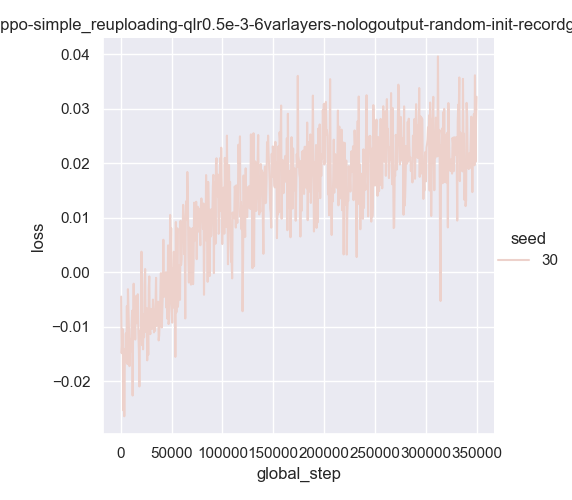 ppo-simple_reuploading-qlr0.5e-3-6varlayers-nologoutput-random-init-recordg
0.04
0.03
0.02
0.01
0.00
−0.01
−0.02
loss
seed
30
0 50000 100000 150000 200000 250000 300000 350000
global_step